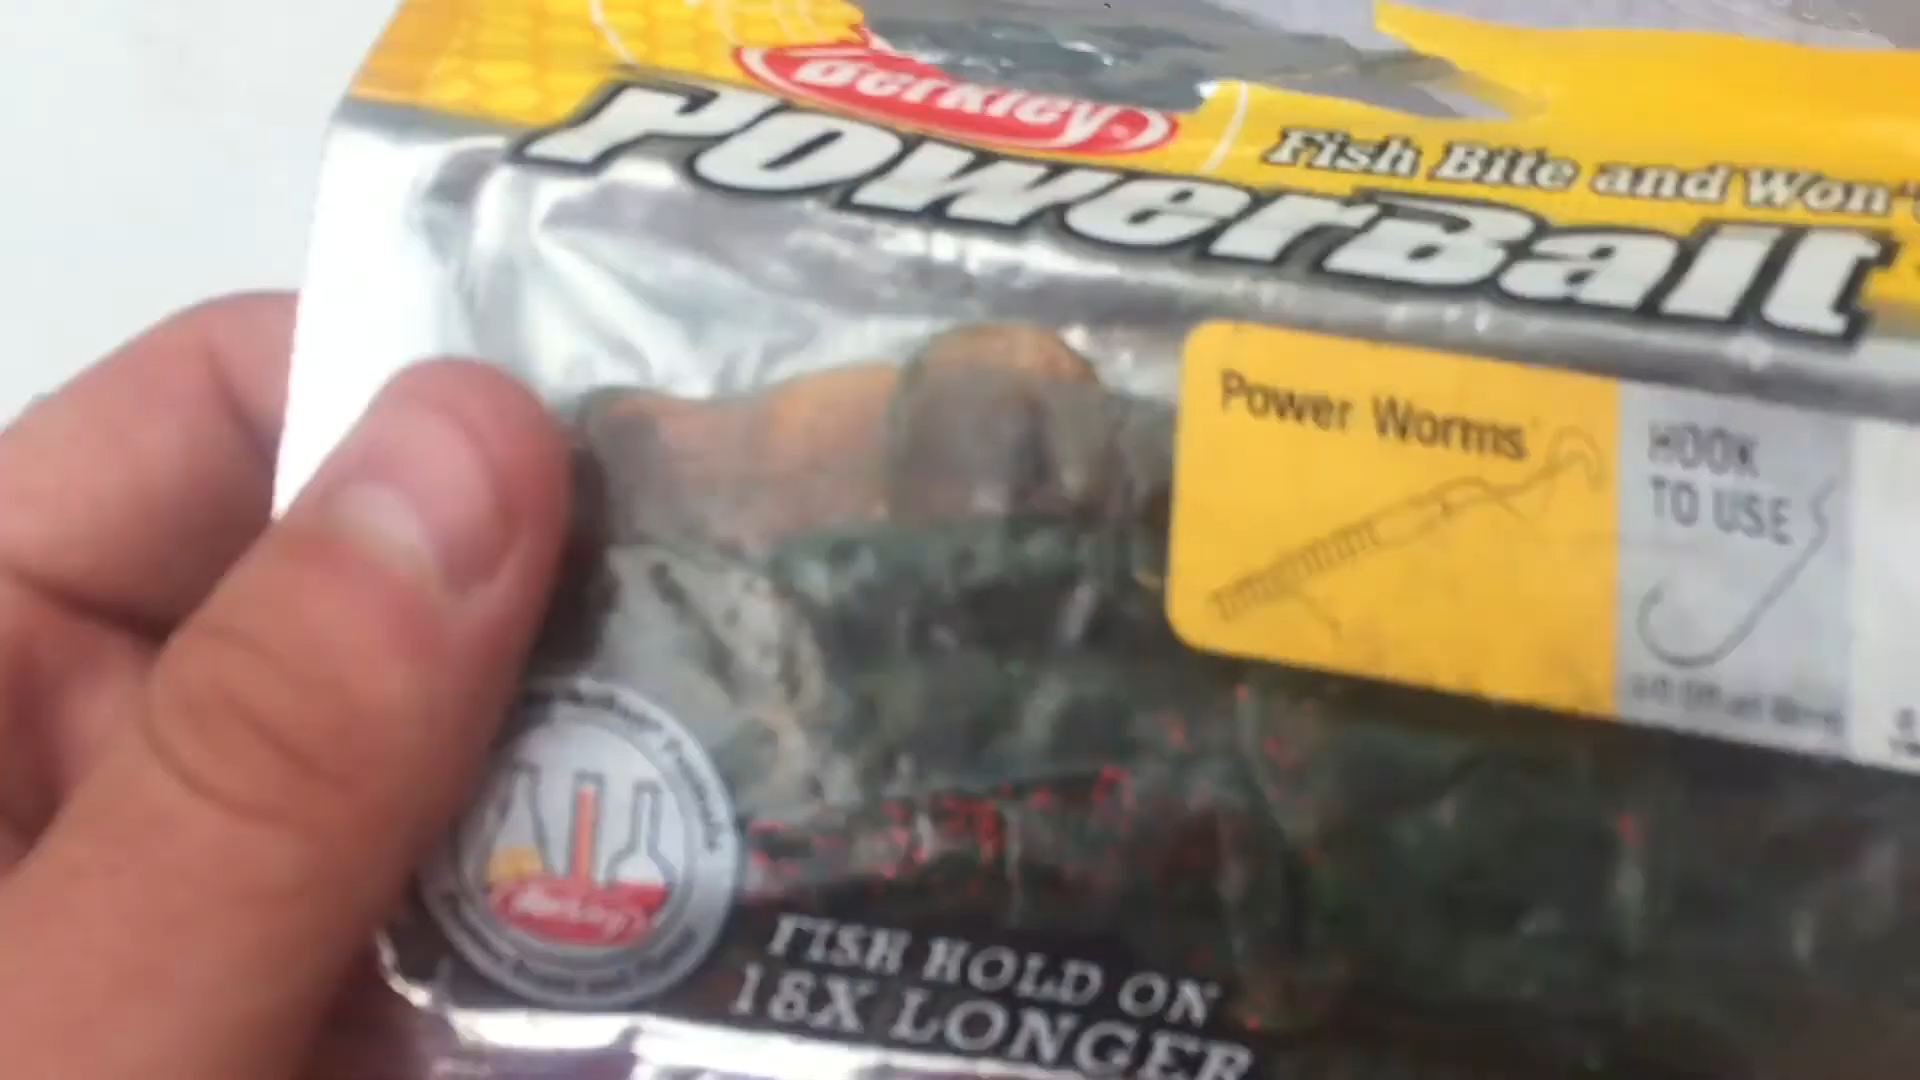 Berkley
PowerBait
Fish Bite and Won't
Power Worms
HOOK
TO USE
Berkley
FISH HOLD ON
18X LONGER